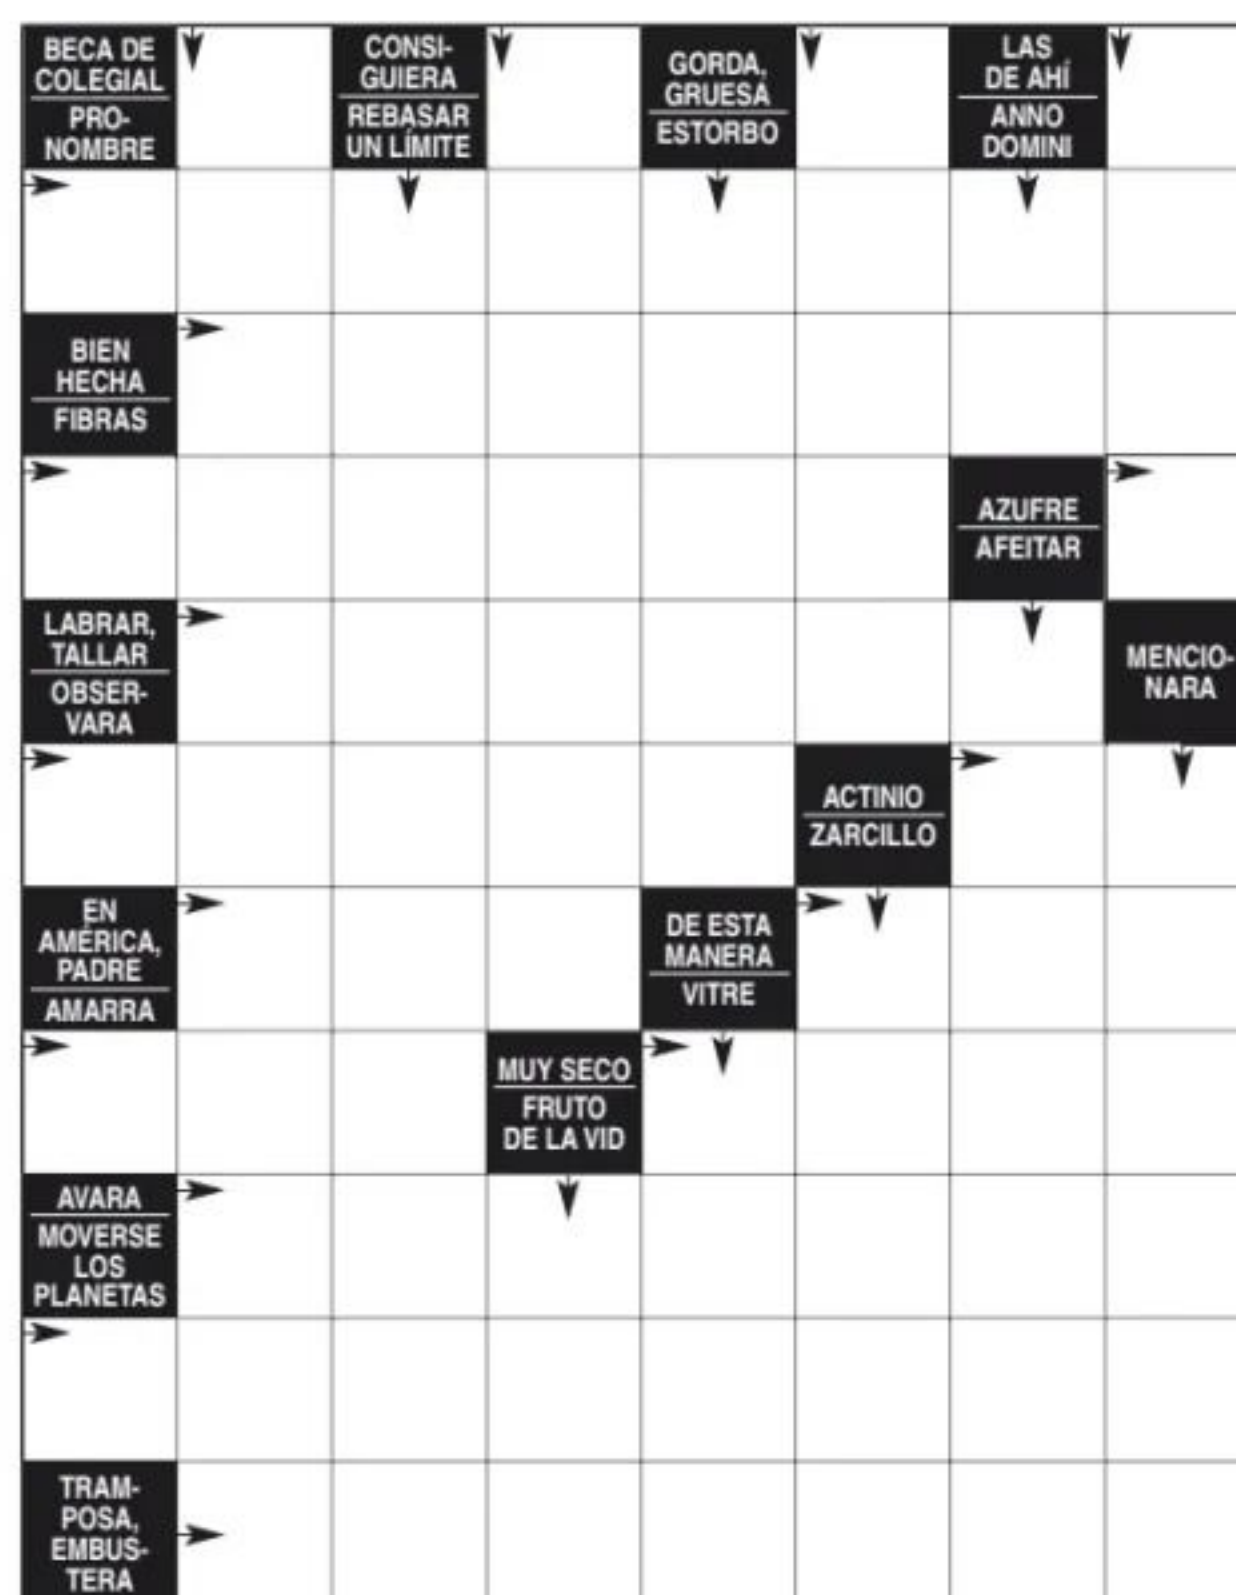 BECA DE
COLEGIAL
PRO-
NOMBRE
CONSI-
GUIERA
REBASAR
UN LÍMITE
GORDA,
GRUESA
ESTORBO
LAS
DE AHÍ
ANNO
DOMINI
BIEN
HECHA
FIBRAS
AZUFRE
AFEITAR
LABRAR,
TALLAR
OBSER-
VARA
MENCIO-
NARA
ACTINIO
ZARCILLO
EN
AMÉRICA,
PADRE
AMARRA
DE ESTA
MANERA
VITRE
MUY SECO
FRUTO
DE LA VID
AVARA
MOVERSE
LOS
PLANETAS
TRAM-
POSA,
EMBUS-
TERA